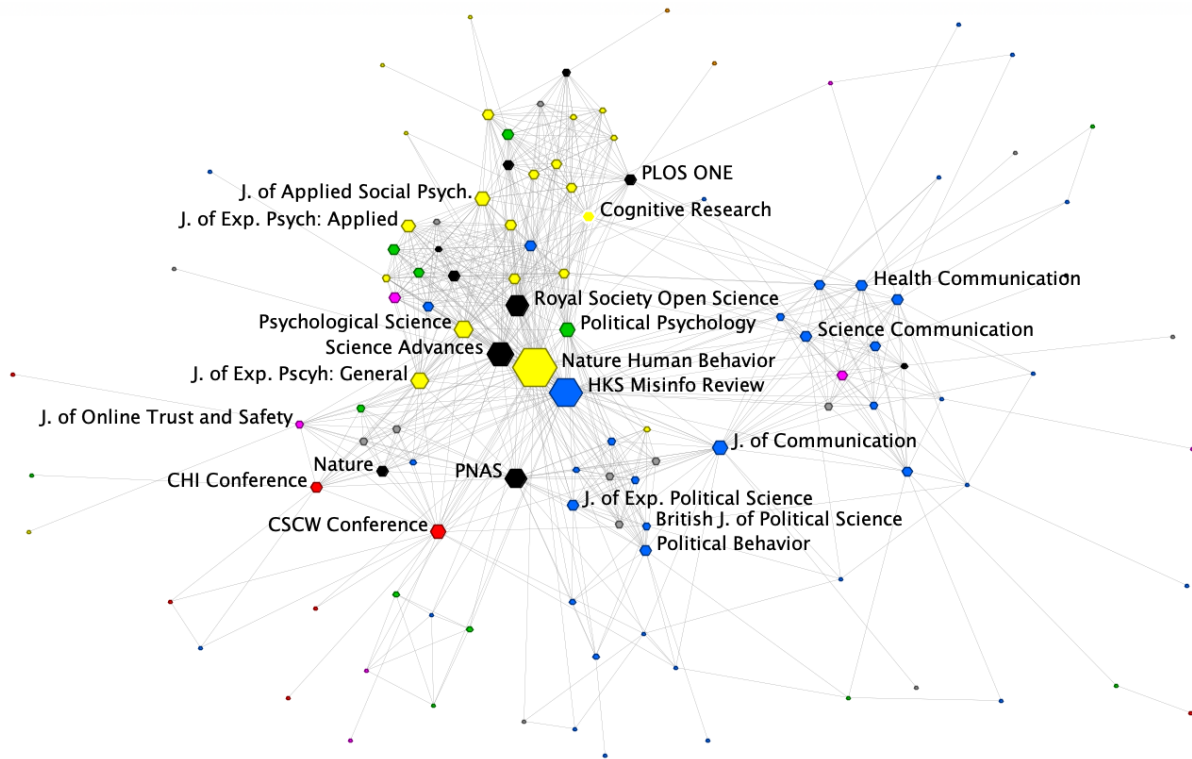 PLOS ONE
J. of Applied Social Psych.
Cognitive Research
J. of Exp. Psych: Applied
Health Communication
Royal Society Open Science
Psychological Science
Political Psychology
Science Communication
Science Advances
Nature Human Behavior
J. of Exp. Pscyh: General
HKS Misinfo Review
J. of Online Trust and Safety
J. of Communication
Nature
PNAS
CHI Conference
J. of Exp. Political Science
CSCW Conference
British J. of Political Science
Political Behavior